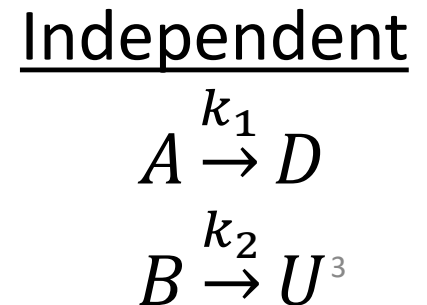 Independent
k₁
A → D
k₂
B → U ³